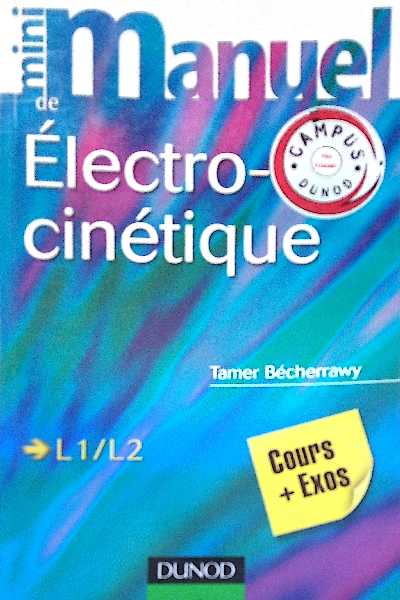 mini
manuel
de
Électro-
cinétique
CAMPUS
DUNOD
Tamer Bécherrawy
L1/L2
Cours
+ Exos
DUNOD